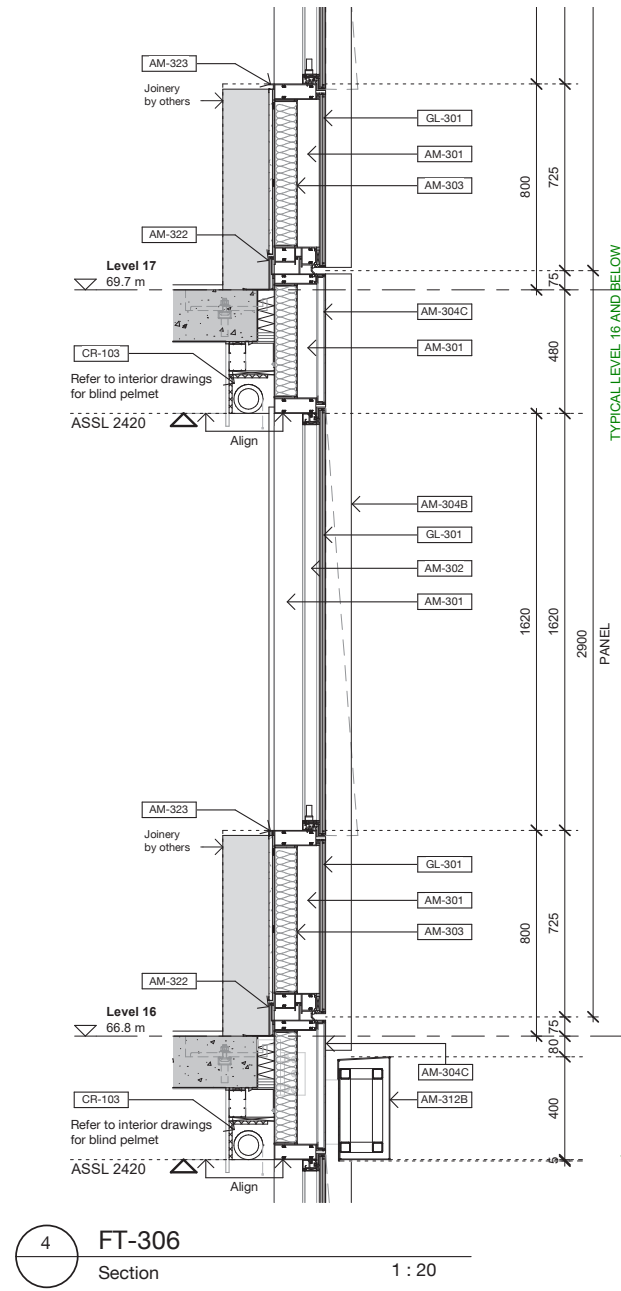 AM-323
Joinery
by others
GL-301
AM-301
AM-303
800
725
AM-322
Level 17
69.7 m
75
AM-304C
AM-301
480
CR-103
Refer to interior drawings
for blind pelmet
ASSL 2420
Align
TYPICAL LEVEL 16 AND BELOW
AM-304B
GL-301
AM-302
AM-301
1620
1620
2900
PANEL
AM-323
Joinery
by others
GL-301
AM-301
AM-303
800
725
AM-322
Level 16
66.8 m
75
80
AM-304C
AM-312B
400
CR-103
Refer to interior drawings
for blind pelmet
ASSL 2420
Align
5
4
FT-306
Section
1 : 20